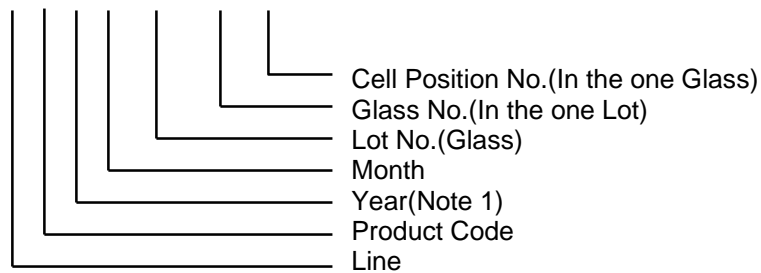 Cell Position No.(In the one Glass)
Glass No.(In the one Lot)
Lot No.(Glass)
Month
Year(Note 1)
Product Code
Line